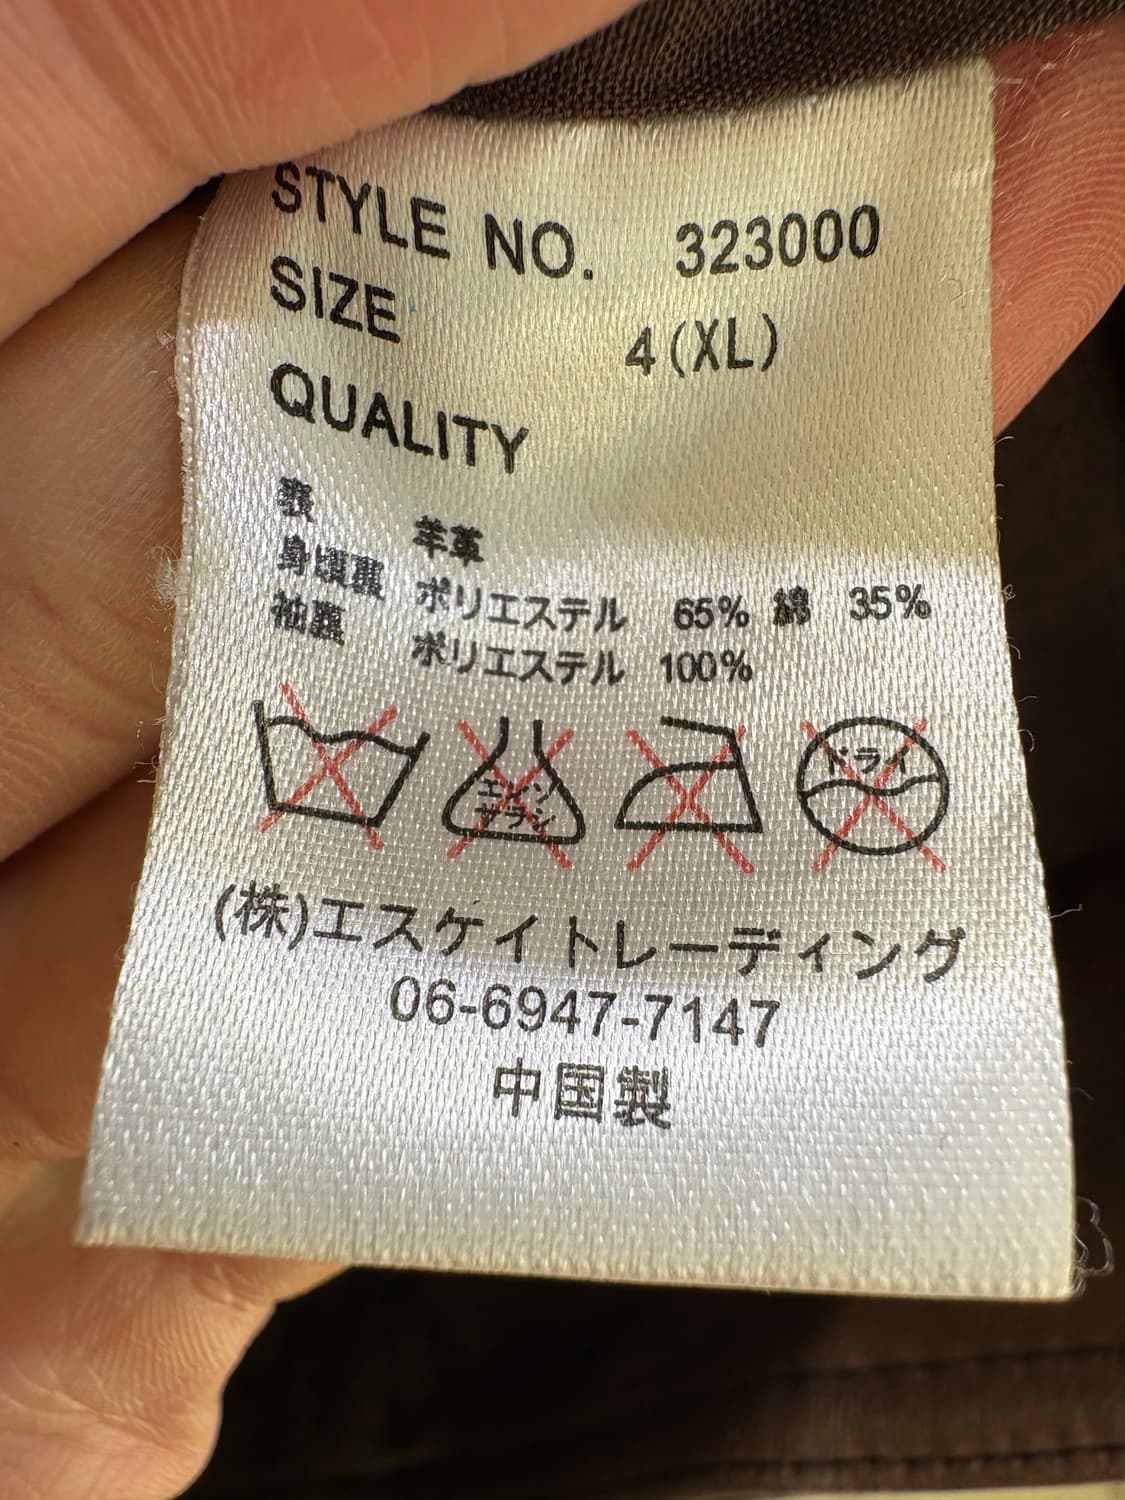 STYLE NO. 323000
SIZE 4(XL)
QUALITY
表 羊革
身頃裏 ポリエステル 65% 綿 35%
袖裏 ポリエステル 100%
エンソ
サラシ
ドライ
(株)エスケイトレーディング
06-6947-7147
中国製